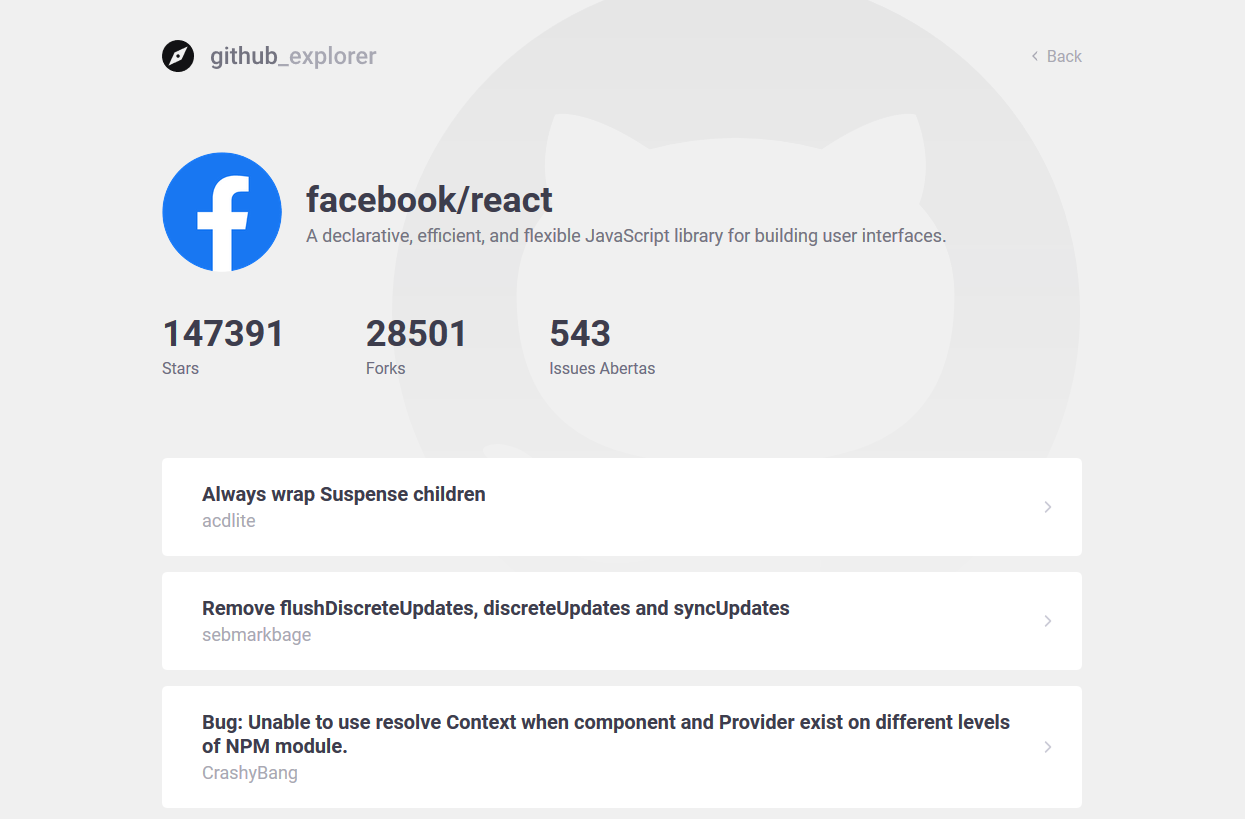 github_explorer
Back
facebook/react
A declarative, efficient, and flexible JavaScript library for building user interfaces.
147391 28501 543
Stars Forks Issues Abertas
Always wrap Suspense children
acdlite
Remove flushDiscreteUpdates, discreteUpdates and syncUpdates
sebmarkbage
Bug: Unable to use resolve Context when component and Provider exist on different levels
of NPM module.
CrashyBang